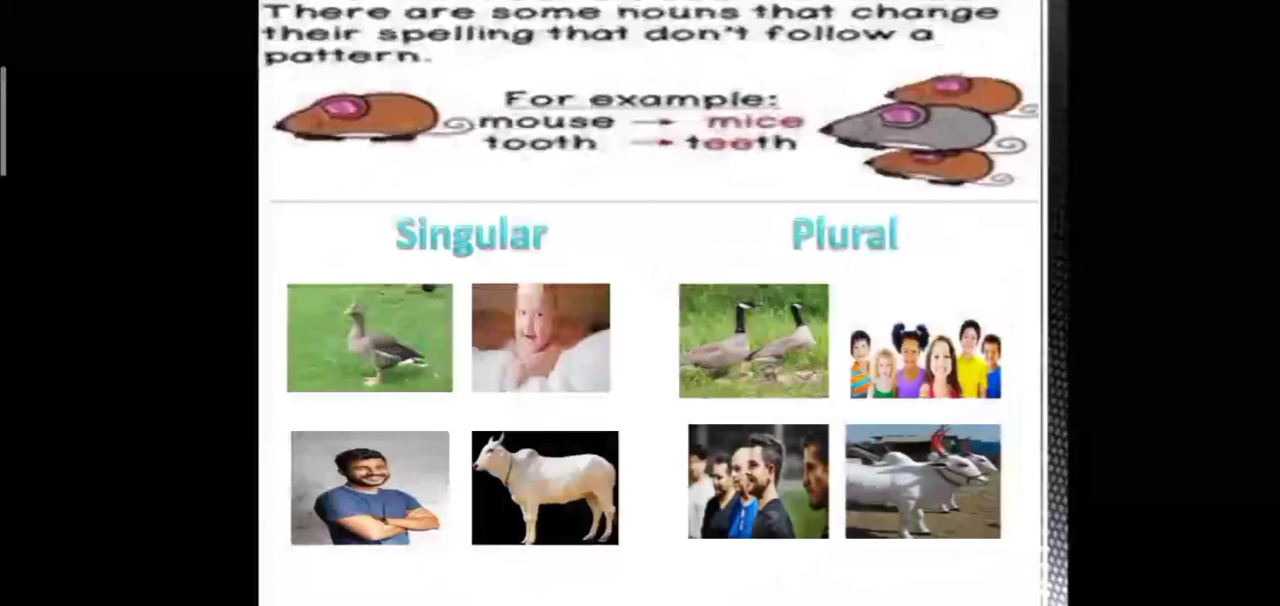 There are some nouns that change
their spelling that don't follow a
pattern.
For example:
mouse → mice
tooth → teeth
Singular Plural